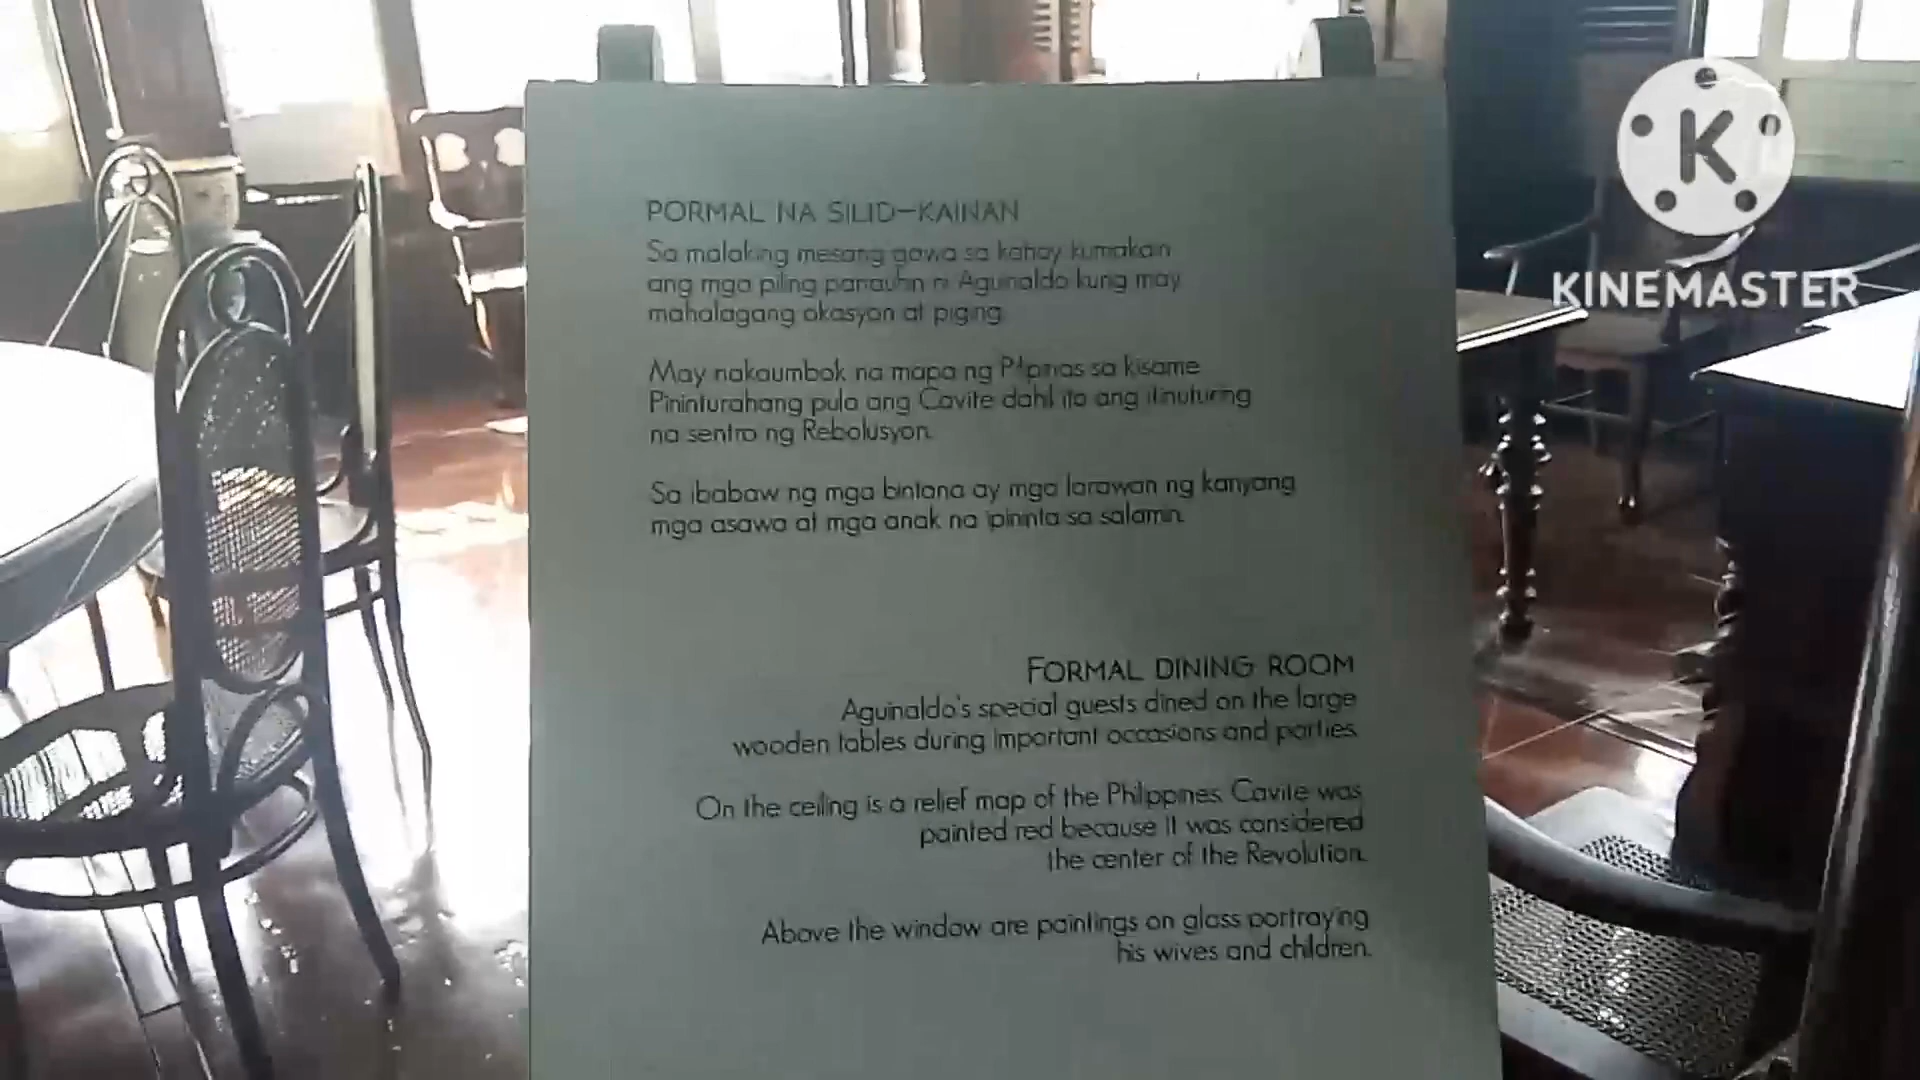 PORMAL NA SILID-KAINAN
Sa malaking mesang gawa sa kahoy kumakain
ang mga piling panauhin ni Aguinaldo kung may
mahalagang okasyon at piging.
May nakaumbok na mapa ng Pilipinas sa kisame
Pininturahang pula ang Cavite dahil ito ang itinuturing
na sentro ng Rebolusyon.
Sa ibabaw ng mga bintana ay mga larawan ng kanyang
mga asawa at mga anak na ipininta sa salamin.
FORMAL DINING ROOM
Aguinaldo's special guests dined on the large
wooden tables during important occasions and parties.
On the ceiling is a relief map of the Philippines. Cavite was
painted red because it was considered
the center of the Revolution.
Above the window are paintings on glass portraying
his wives and children.
K
KINEMASTER